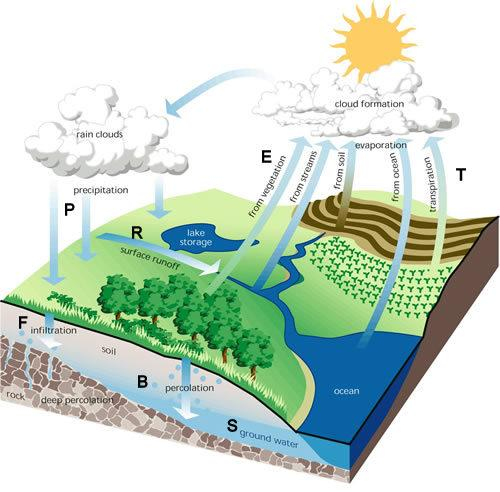 cloud formation
rain clouds
evaporation
precipitation
E
T
P
R
from vegetation
from streams
from soil
from ocean
transpiration
lake
storage
surface runoff
F
infiltration
soil
B
percolation
ocean
rock
deep percolation
S
ground water